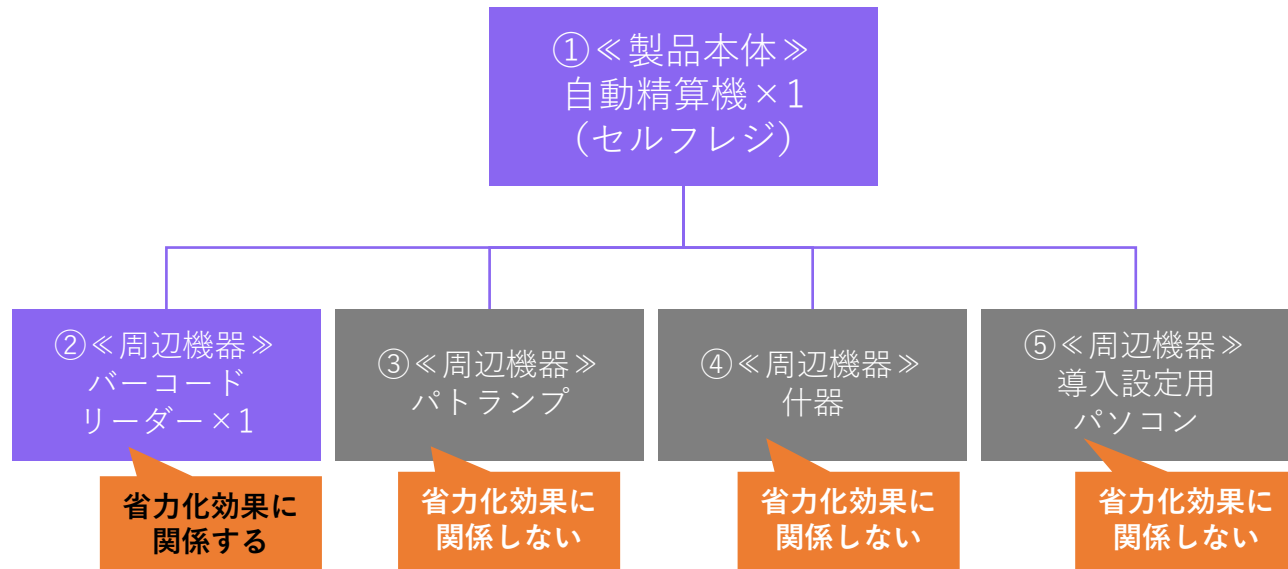 ①≪製品本体≫
自動精算機×1
(セルフレジ)
②≪周辺機器≫
バーコード
リーダー×1
③≪周辺機器≫
パトランプ
④≪周辺機器≫
什器
⑤≪周辺機器≫
導入設定用
パソコン
省力化効果に
関係する
省力化効果に
関係しない
省力化効果に
関係しない
省力化効果に
関係しない